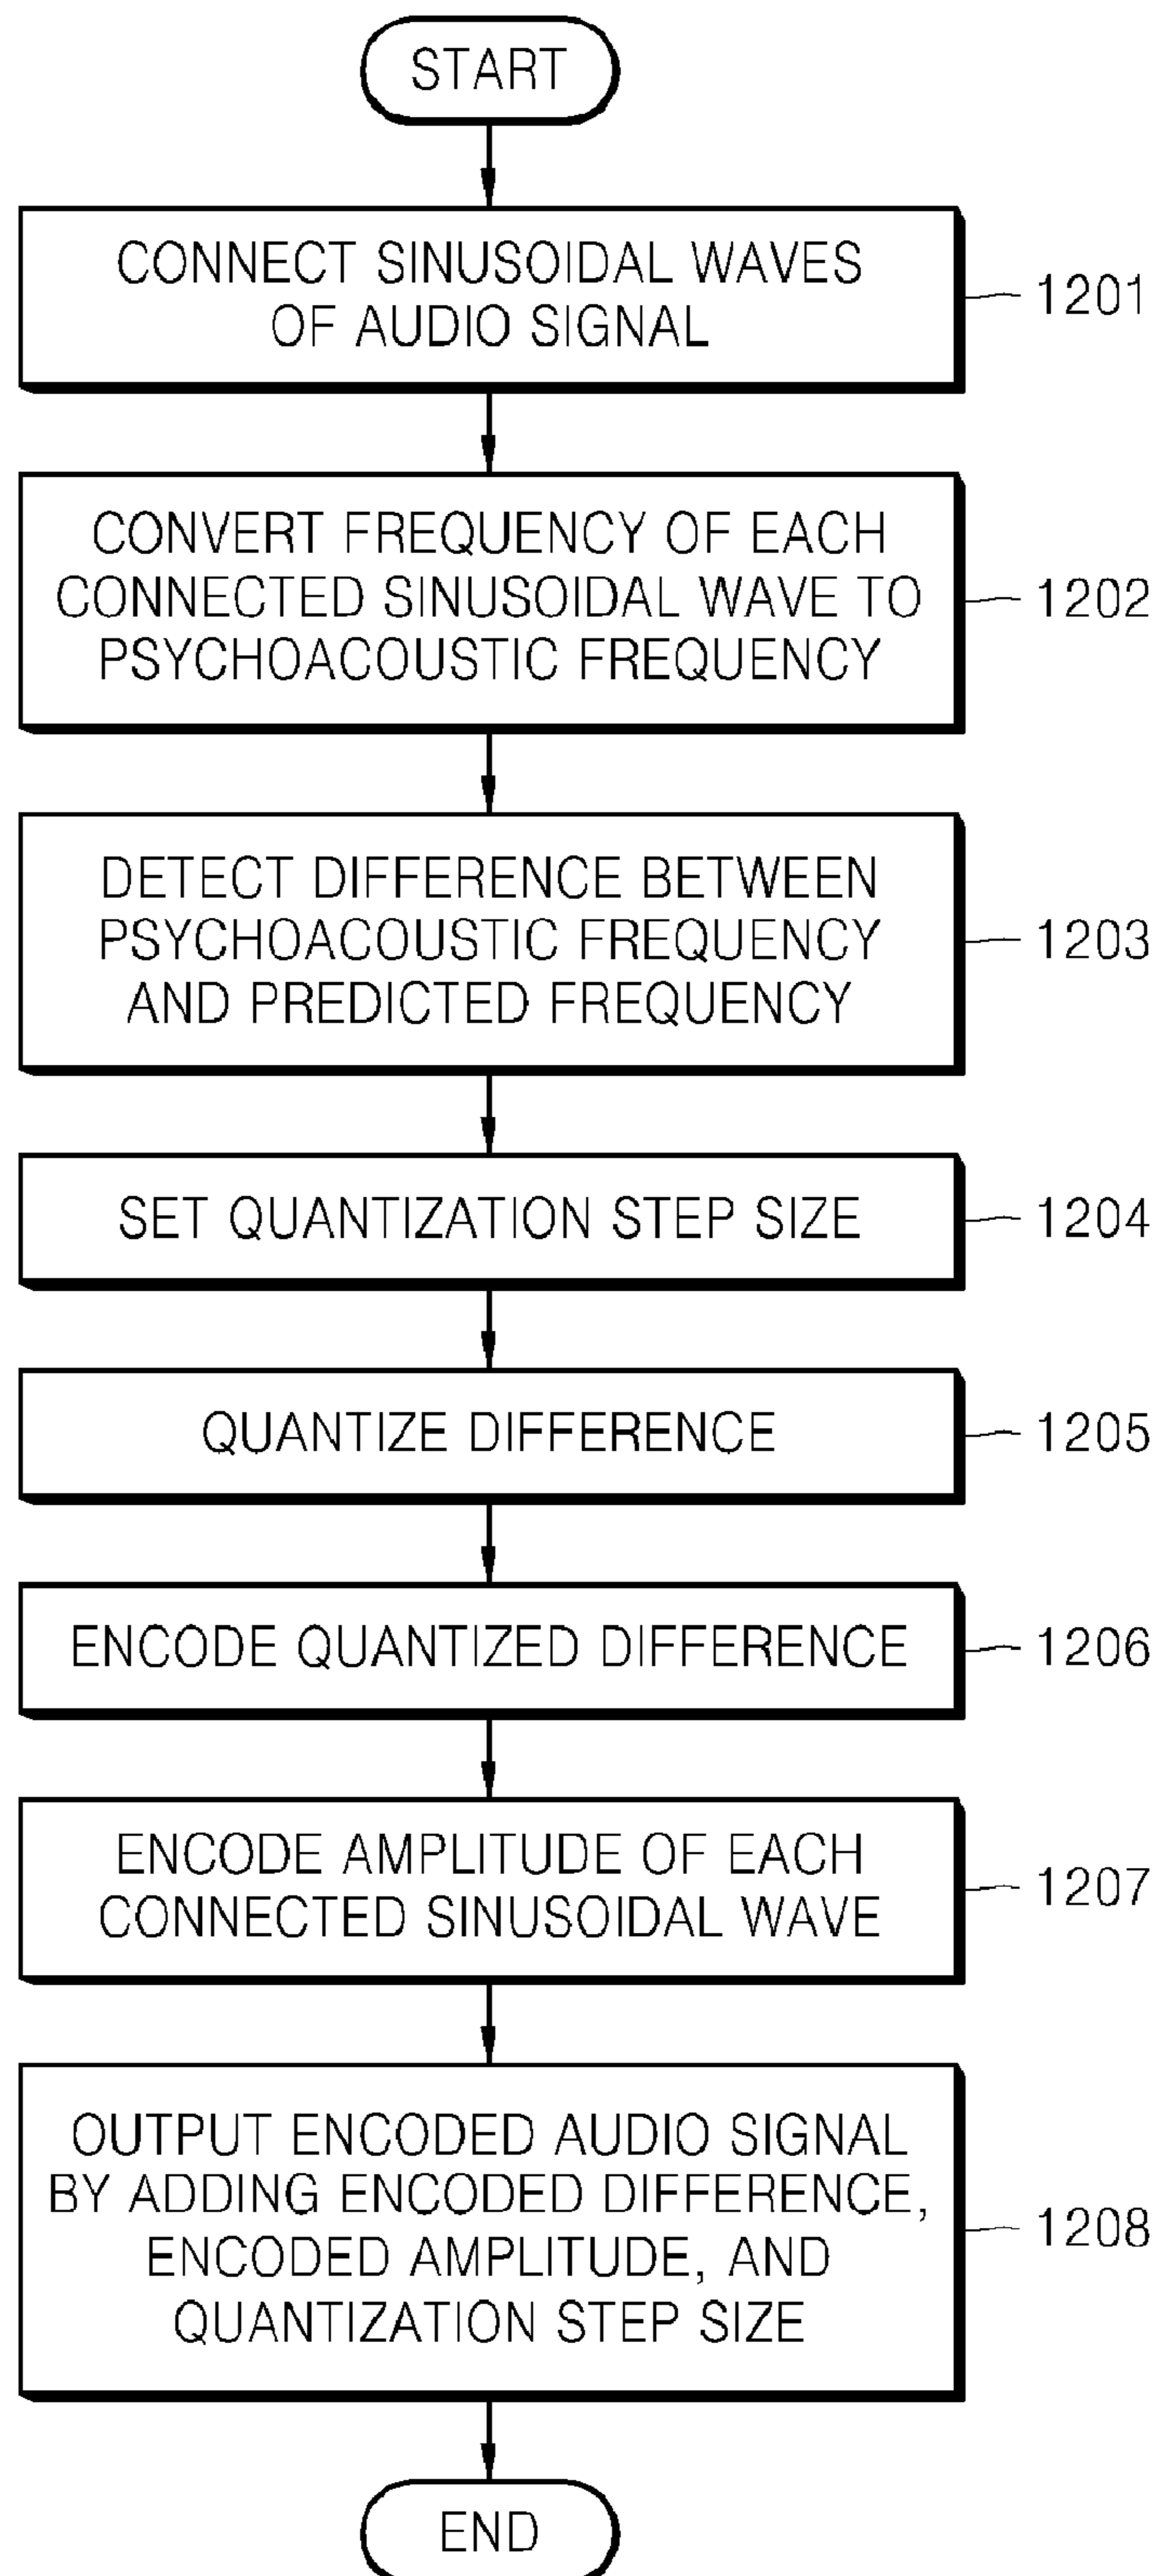 START
CONNECT SINUSOIDAL WAVES
OF AUDIO SIGNAL
1201
CONVERT FREQUENCY OF EACH
CONNECTED SINUSOIDAL WAVE TO
PSYCHOACOUSTIC FREQUENCY
1202
DETECT DIFFERENCE BETWEEN
PSYCHOACOUSTIC FREQUENCY
AND PREDICTED FREQUENCY
1203
SET QUANTIZATION STEP SIZE
1204
QUANTIZE DIFFERENCE
1205
ENCODE QUANTIZED DIFFERENCE
1206
ENCODE AMPLITUDE OF EACH
CONNECTED SINUSOIDAL WAVE
1207
OUTPUT ENCODED AUDIO SIGNAL
BY ADDING ENCODED DIFFERENCE,
ENCODED AMPLITUDE, AND
QUANTIZATION STEP SIZE
1208
END